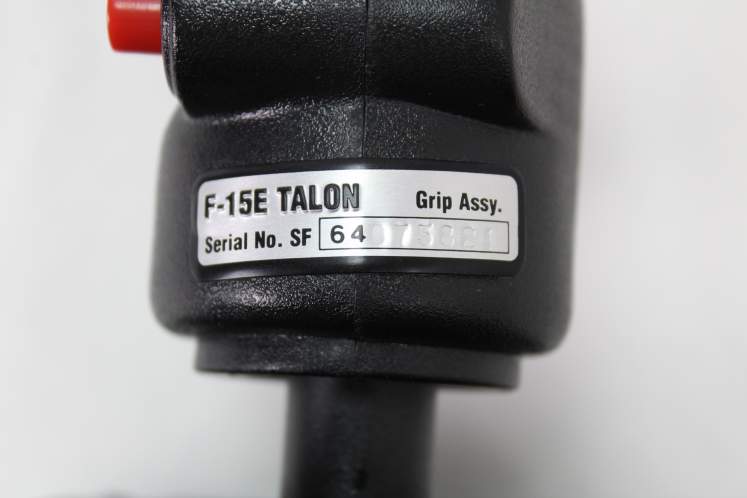 F-15E TALON Grip Assy.
Serial No. SF 64